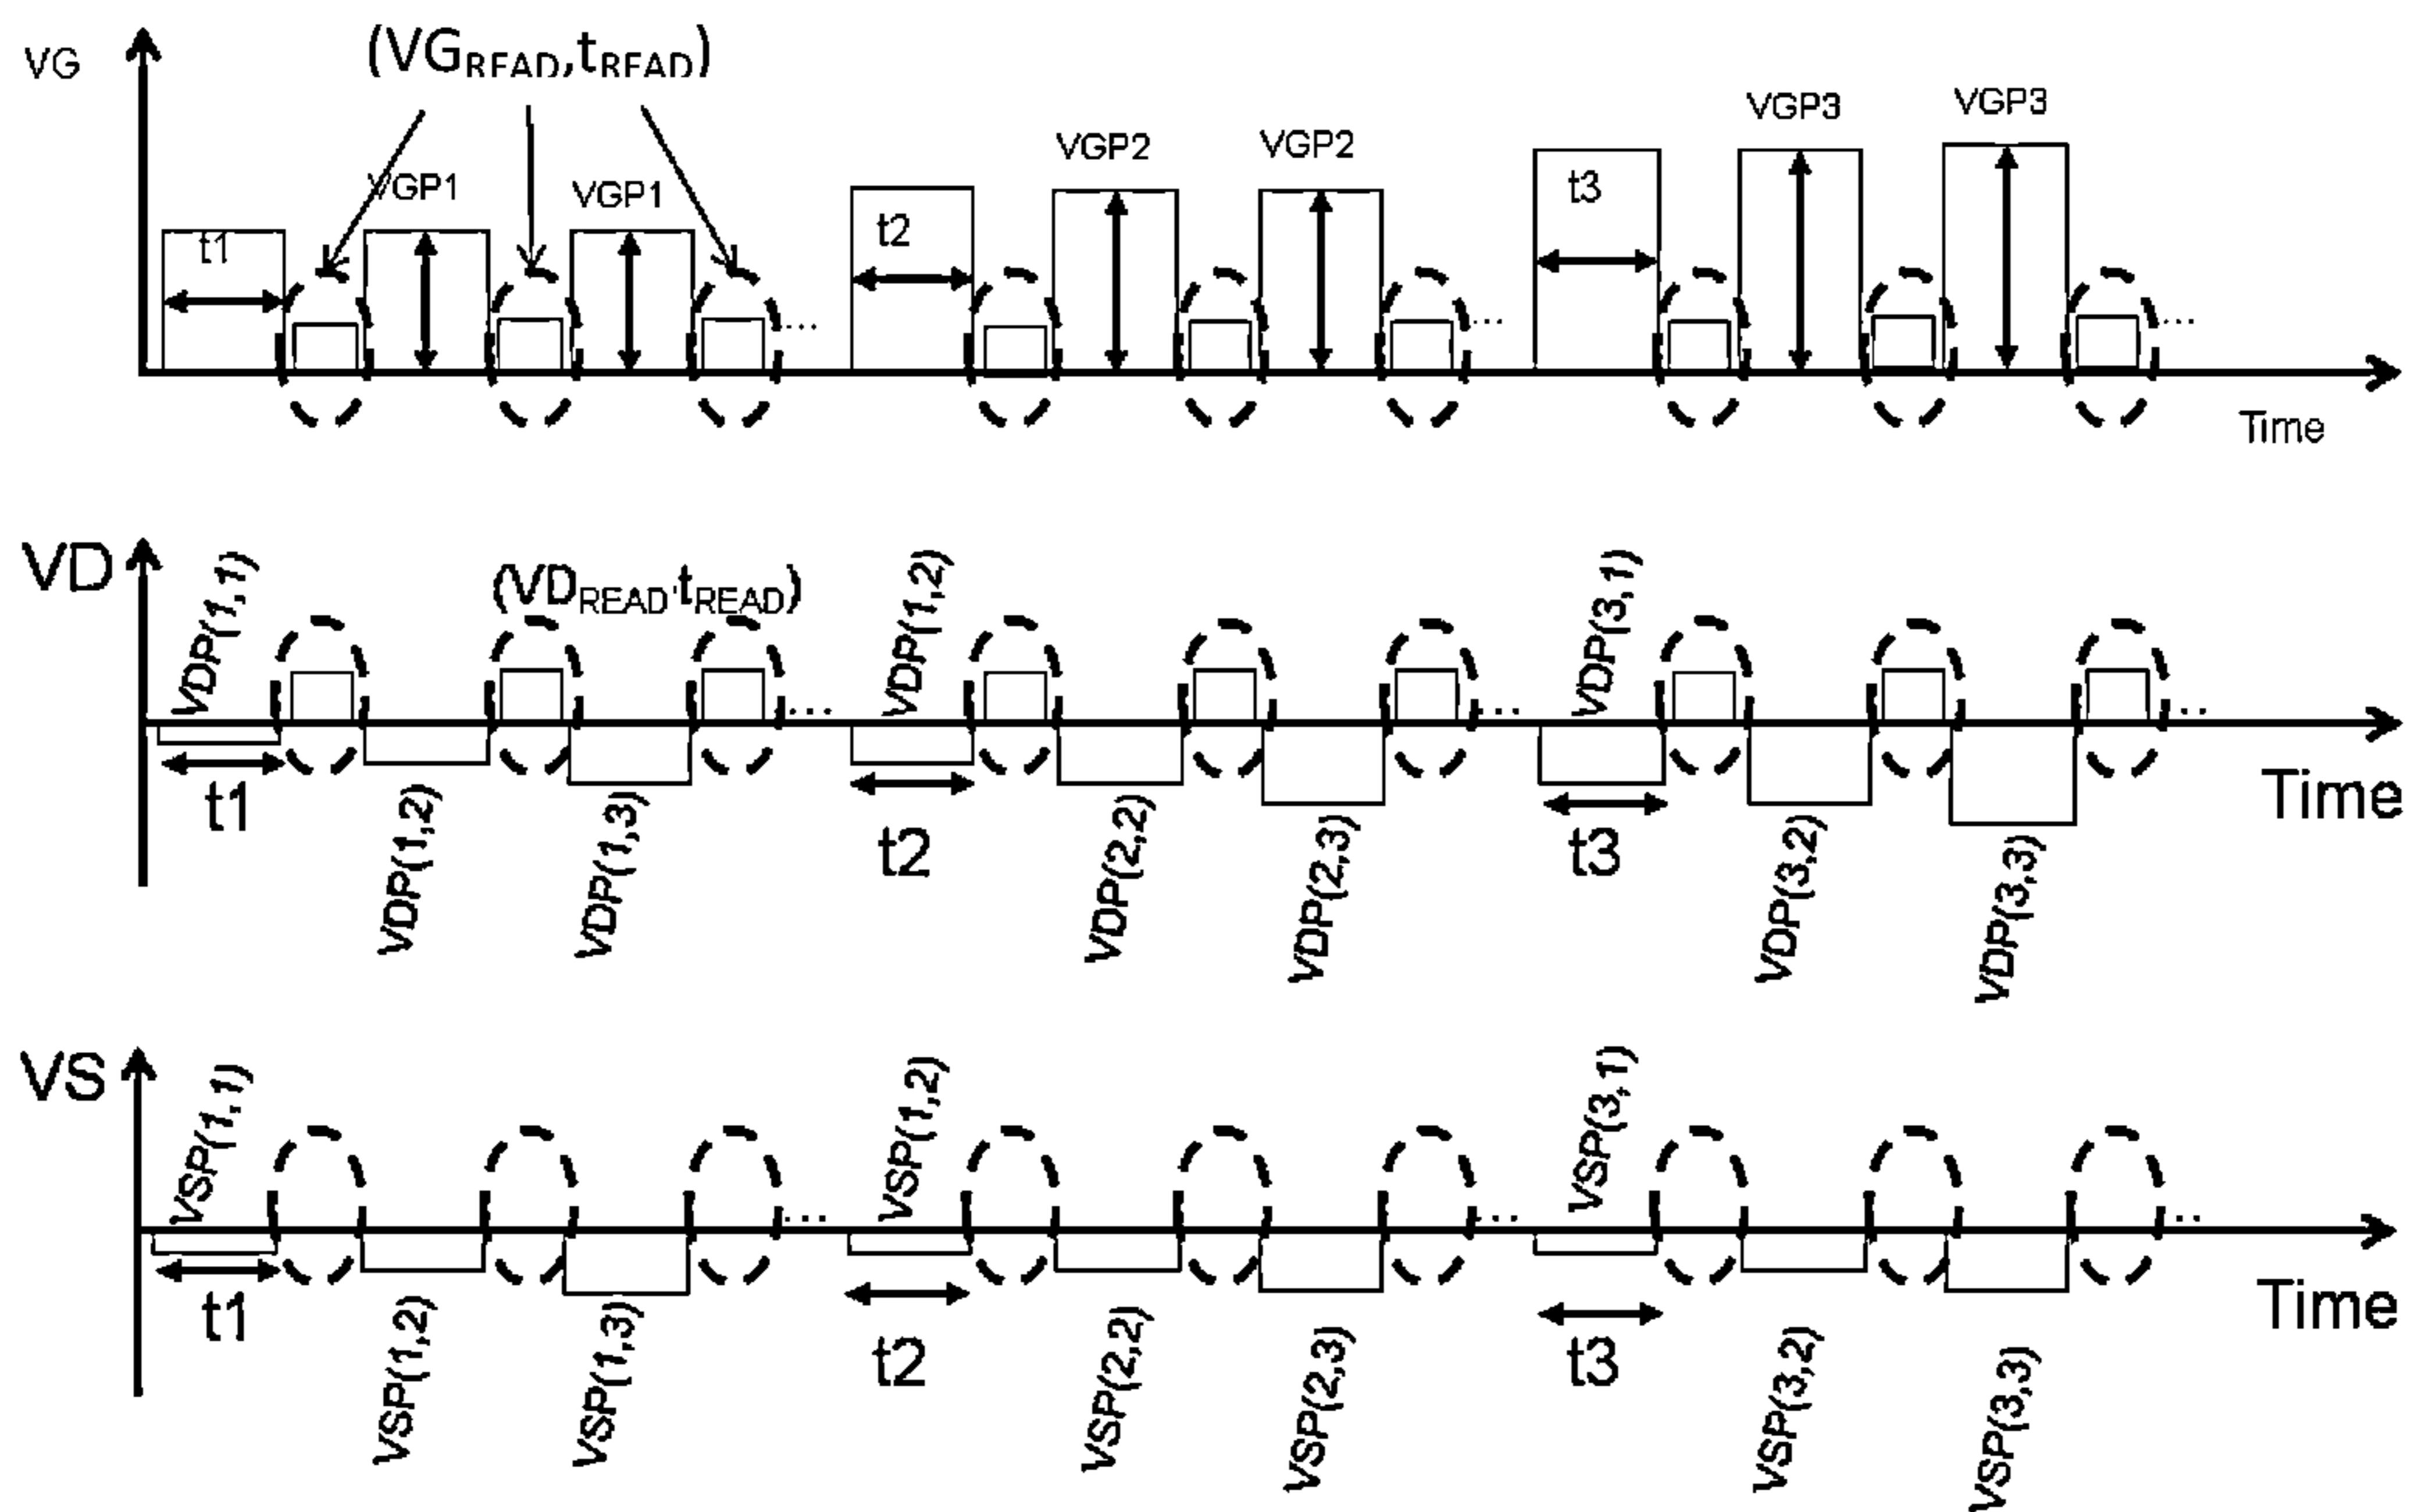 VG
(VGREAD,tREAD)
VGP1
VGP1
VGP2
VGP2
VGP3
VGP3
t1
t2
t3
...
...
...
Time
VD
VDP(1,1)
(VDREAD,tREAD)
VDP(1,2)
VDP(3,1)
...
...
..
t1
VDP(1,2)
VDP(1,3)
t2
VDP(2,2)
VDP(2,3)
t3
VDP(3,2)
VDP(3,3)
Time
VS
VSP(1,1)
VSP(1,2)
VSP(3,1)
...
...
..
t1
VSP(1,2)
VSP(1,3)
t2
VSP(2,2)
VSP(2,3)
t3
VSP(3,2)
VSP(3,3)
Time